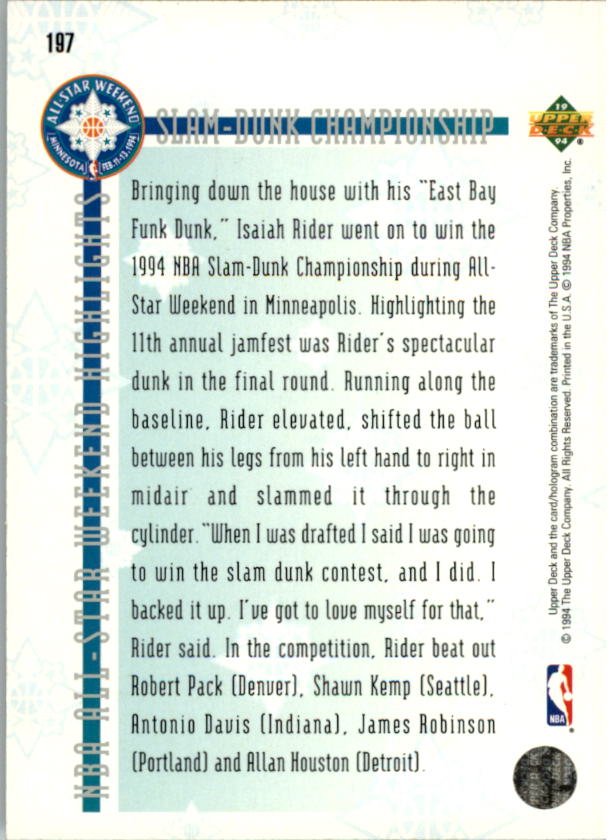 197
ALL-STAR WEEKEND
MINNESOTA FEB. 11-13, 1994
SLAM-DUNK CHAMPIONSHIP
19
UPPER
DECK
94 ®
NBA ALL-STAR WEEKEND HIGHLIGHTS
Bringing down the house with his "East Bay
Funk Dunk," Isaiah Rider went on to win the
1994 NBA Slam-Dunk Championship during All-
Star Weekend in Minneapolis. Highlighting the
11th annual jamfest was Rider's spectacular
dunk in the final round. Running along the
baseline, Rider elevated, shifted the ball
between his legs from his left hand to right in
midair and slammed it through the
cylinder. "When I was drafted I said I was going
to win the slam dunk contest, and I did. I
backed it up. I've got to love myself for that,"
Rider said. In the competition, Rider beat out
Robert Pack (Denver), Shawn Kemp (Seattle),
Antonio Davis (Indiana), James Robinson
(Portland) and Allan Houston (Detroit).
Upper Deck and the card/hologram combination are trademarks of The Upper Deck Company.
© 1994 The Upper Deck Company. All Rights Reserved. Printed in the U.S.A. © 1994 NBA Properties, Inc.
NBA ®